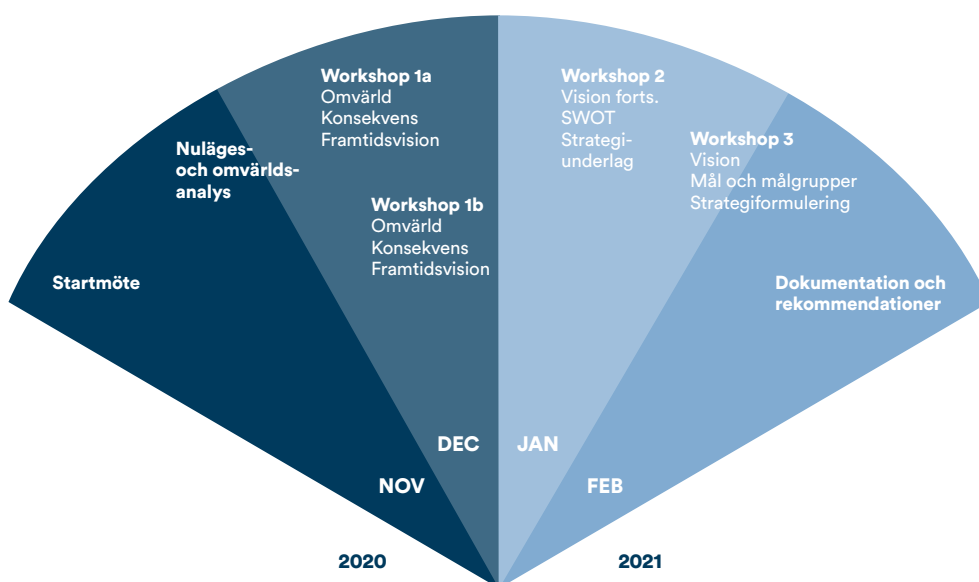 Startmöte
Nuläges-
och omvärlds-
analys
NOV
Workshop 1a
Omvärld
Konsekvens
Framtidsvision
Workshop 1b
Omvärld
Konsekvens
Framtidsvision
DEC
2020
Workshop 2
Vision forts.
SWOT
Strategi-
underlag
JAN
Workshop 3
Vision
Mål och målgrupper
Strategiformulering
Dokumentation och
rekommendationer
FEB
2021